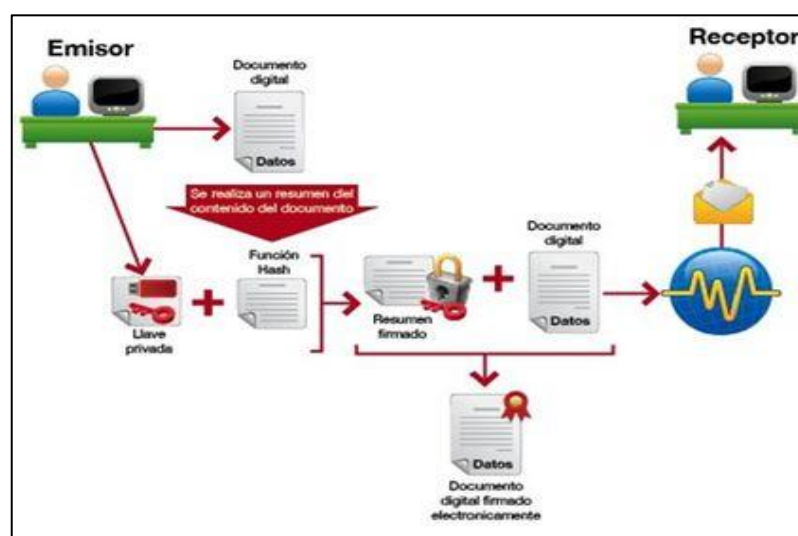 Emisor
Receptor
Documento
digital
Datos
Se realiza un resumen del
contenido del documento
Función
Hash
Documento
digital
Llave
privada
Resumen
firmado
Datos
Datos
Documento
digital firmado
electronicamente